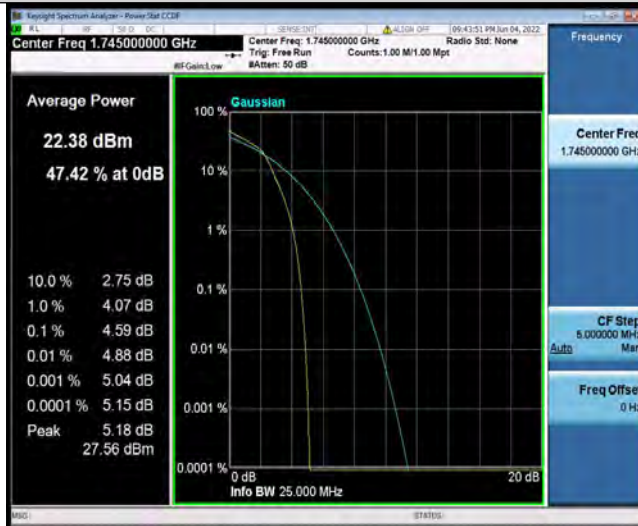 Keysight Spectrum Analyzer - Power Stat CCDF
RL RF 50 Ω DC SENSE:INT ALIGN OFF 09:43:51 PM Jun 04, 2022
Center Freq 1.745000000 GHz
Center Freq: 1.745000000 GHz Radio Std: None
Trig: Free Run Counts:1.00 M/1.00 Mpt
#IFGain:Low #Atten: 50 dB
Frequency
Average Power
22.38 dBm
47.42 % at 0dB
10.0 % 2.75 dB
1.0 % 4.07 dB
0.1 % 4.59 dB
0.01 % 4.88 dB
0.001 % 5.04 dB
0.0001 % 5.15 dB
Peak 5.18 dB
27.56 dBm
Gaussian
100 %
10 %
1 %
0.1 %
0.01 %
0.001 %
0.0001 %
0 dB 20 dB
Info BW 25.000 MHz
Center Freq
1.745000000 GHz
CF Step
5.000000 MHz
Auto Man
Freq Offset
0 Hz
MSG STATUS